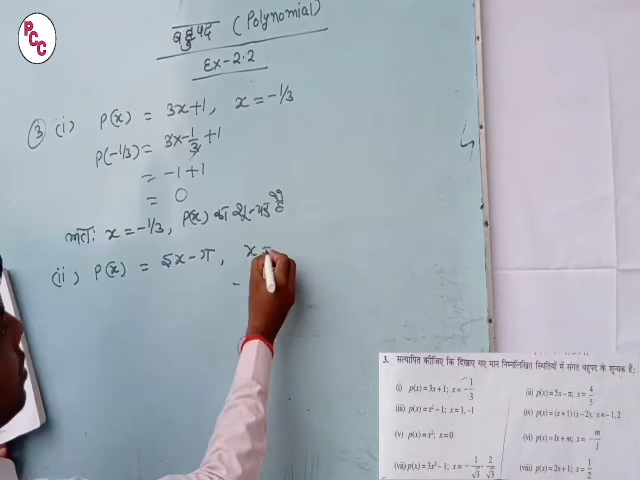 PCC
बहुपद (Polynomial)
Ex-2.2
③ (i) P(x) = 3x+1, x = -1/3
P(-1/3) = 3x-1/3+1
= -1+1
= 0
अतः x = -1/3, P(x) का शून्यक है
(ii) P(x) = 5x-π, x =
3. सत्यापित कीजिए कि दिखाए गए मान निम्नलिखित स्थितियों में संगत बहुपद के शून्यक हैं:
(i) p(x) = 3x + 1; x = -1/3 (ii) p(x) = 5x - π, x = 4/5
(iii) p(x) = x² - 1; x = 1, -1 (iv) p(x) = (x + 1) (x - 2); x = -1, 2
(v) p(x) = x²; x = 0 (vi) p(x) = lx + m; x = -m/l
(vii) p(x) = 3x² - 1; x = -1/√3, 2/√3 (viii) p(x) = 2x + 1; x = 1/2